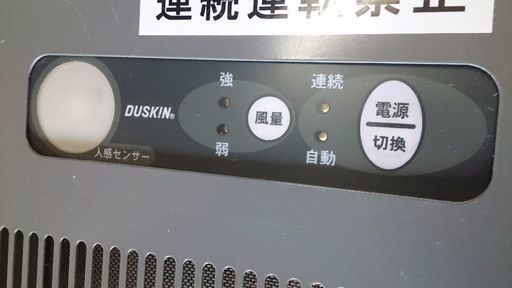 連続運転禁止
強 連続
DUSKIN® 風量 電源
切換
弱 自動
人感センサー